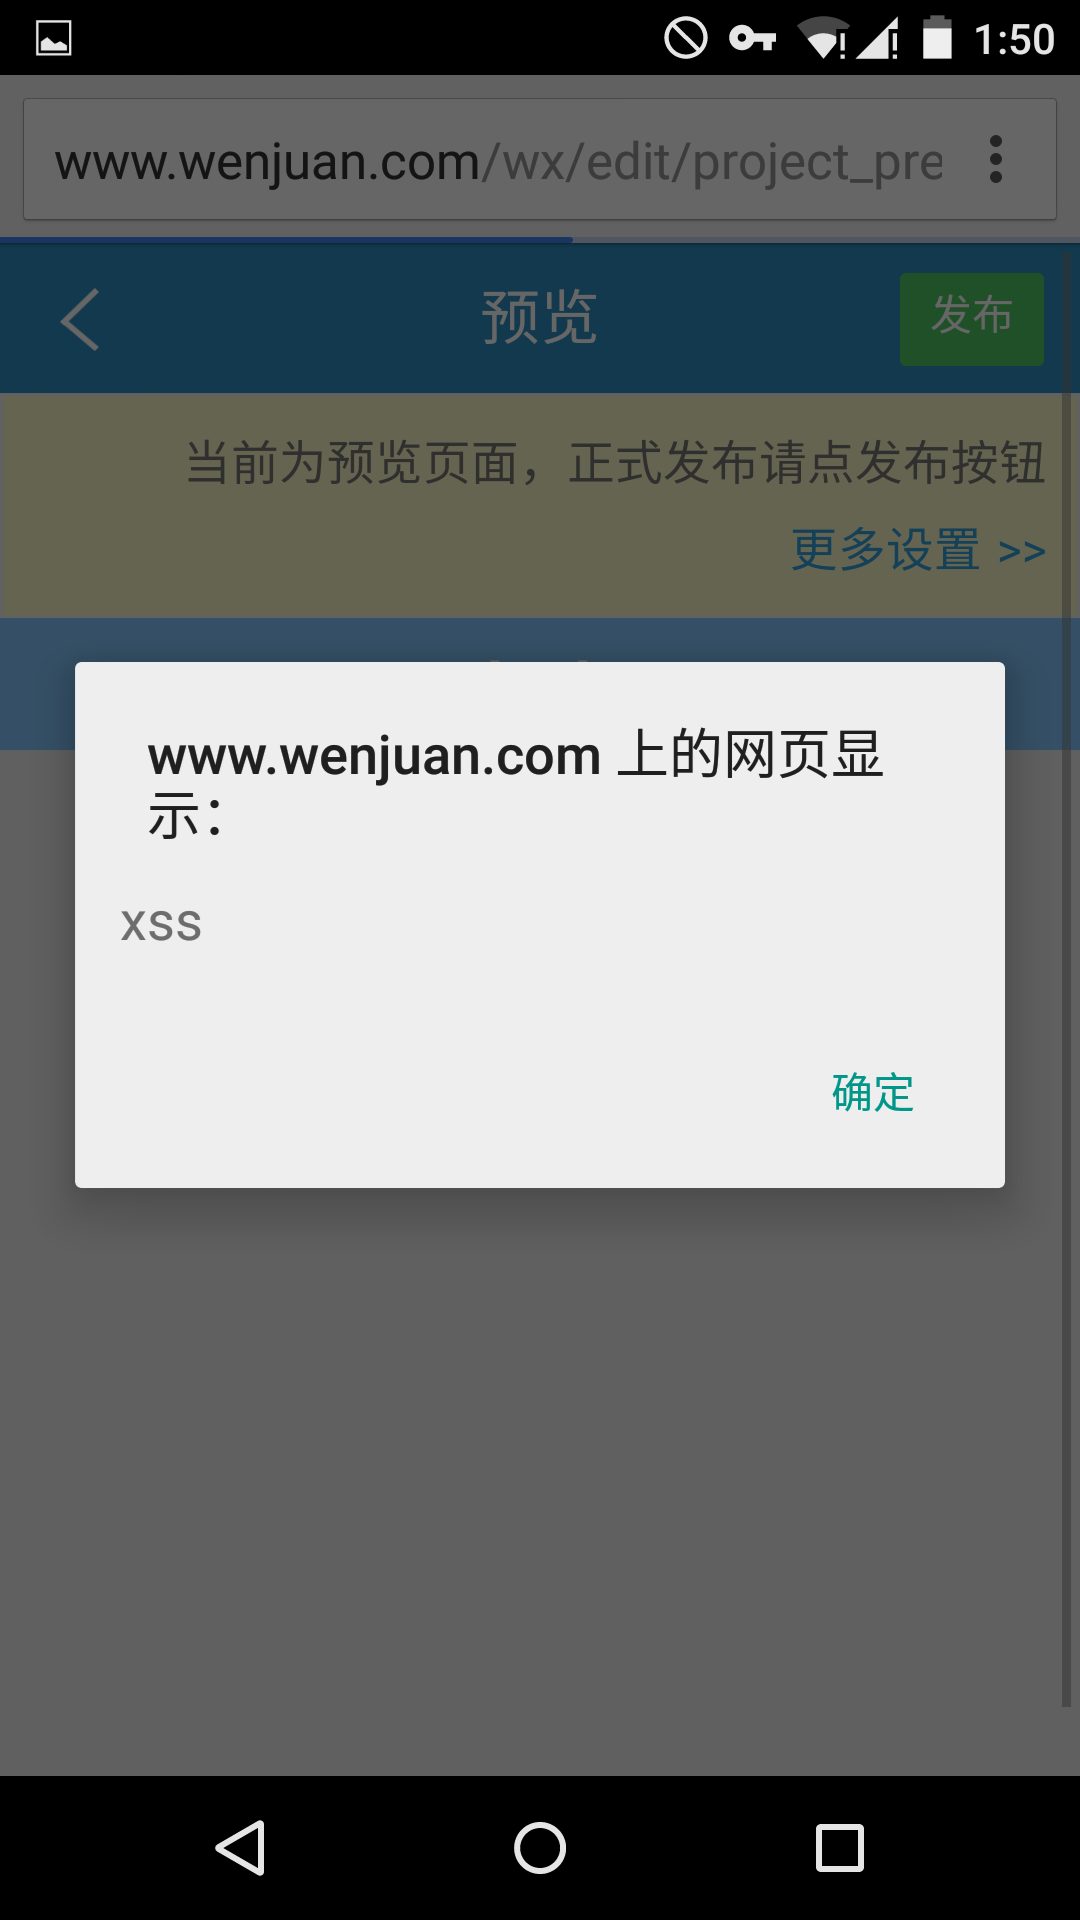 1:50
www.wenjuan.com/wx/edit/project_pre
预览
发布
当前为预览页面，正式发布请点发布按钮
更多设置 >>
www.wenjuan.com 上的网页显
示：
xss
确定